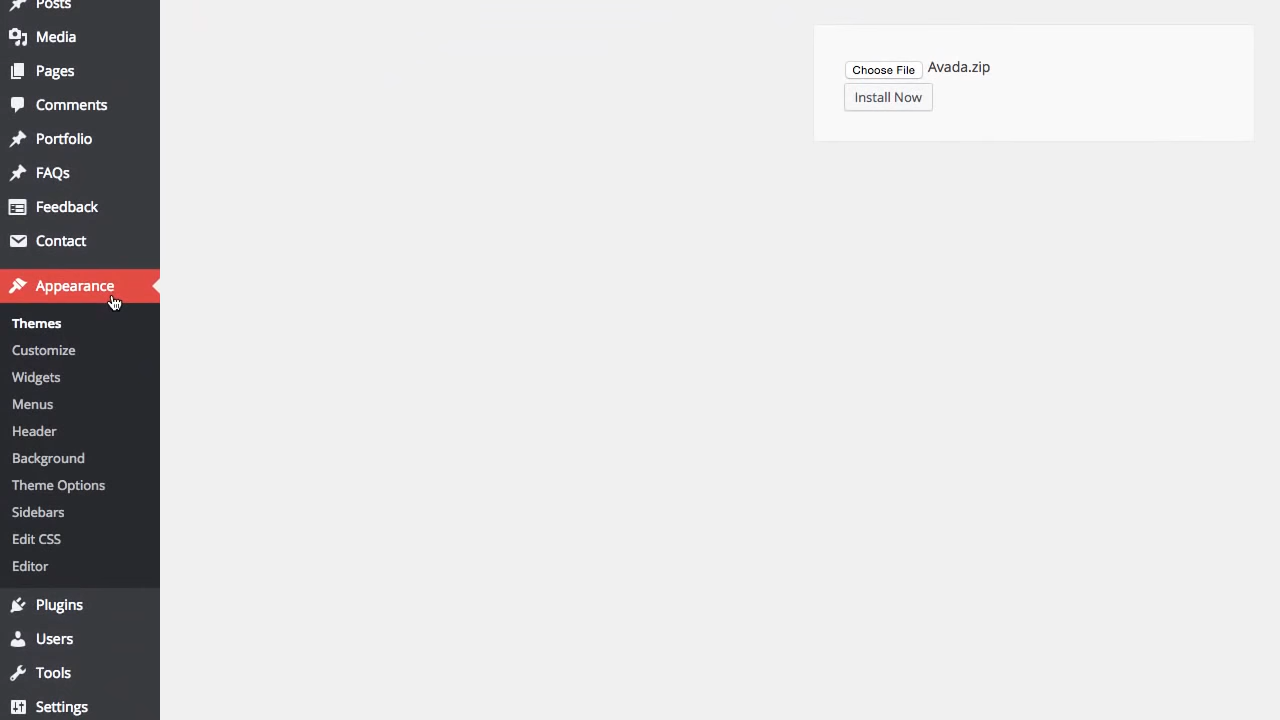 Posts
Media
Pages
Comments
Portfolio
FAQs
Feedback
Contact
Appearance
Themes
Customize
Widgets
Menus
Header
Background
Theme Options
Sidebars
Edit CSS
Editor
Plugins
Users
Tools
Settings
Choose File Avada.zip
Install Now